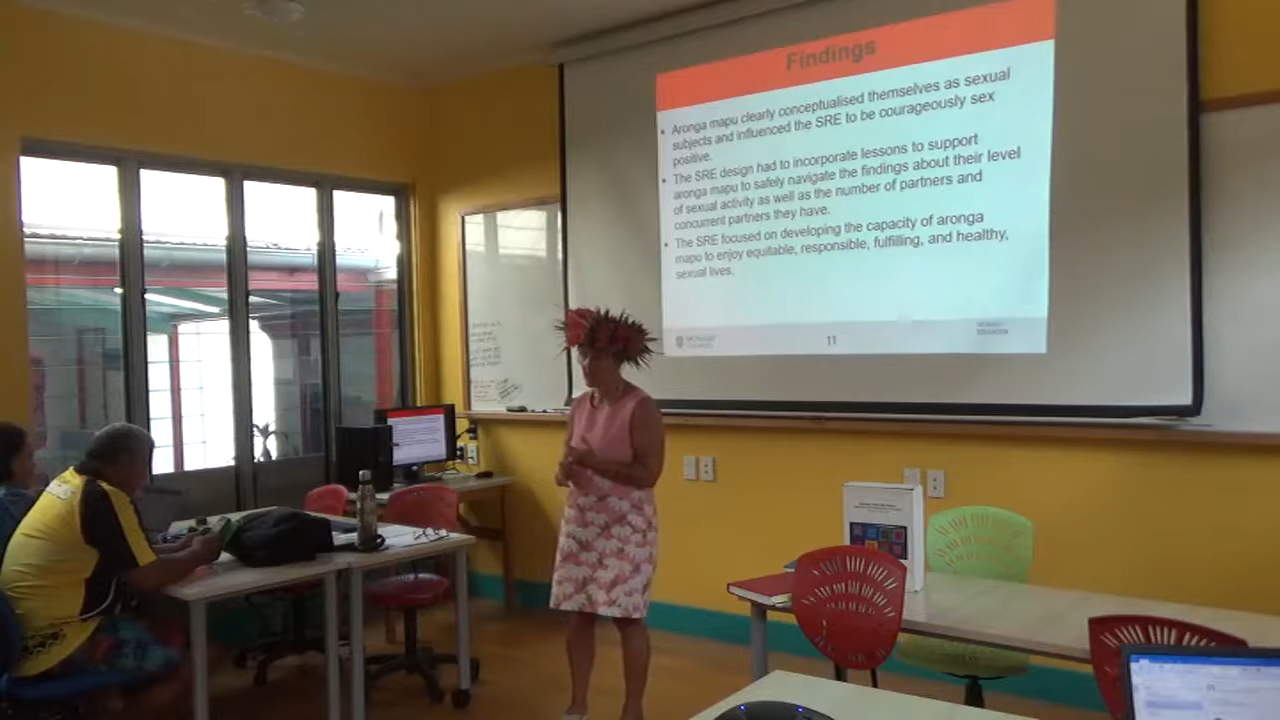 Findings
• Aronga mapu clearly conceptualised themselves as sexual
subjects and influenced the SRE to be courageously sex
positive.
• The SRE design had to incorporate lessons to support
aronga mapu to safely navigate the findings about their level
of sexual activity as well as the number of partners and
concurrent partners they have.
• The SRE focused on developing the capacity of aronga
mapu to enjoy equitable, responsible, fulfilling, and healthy,
sexual lives.
11